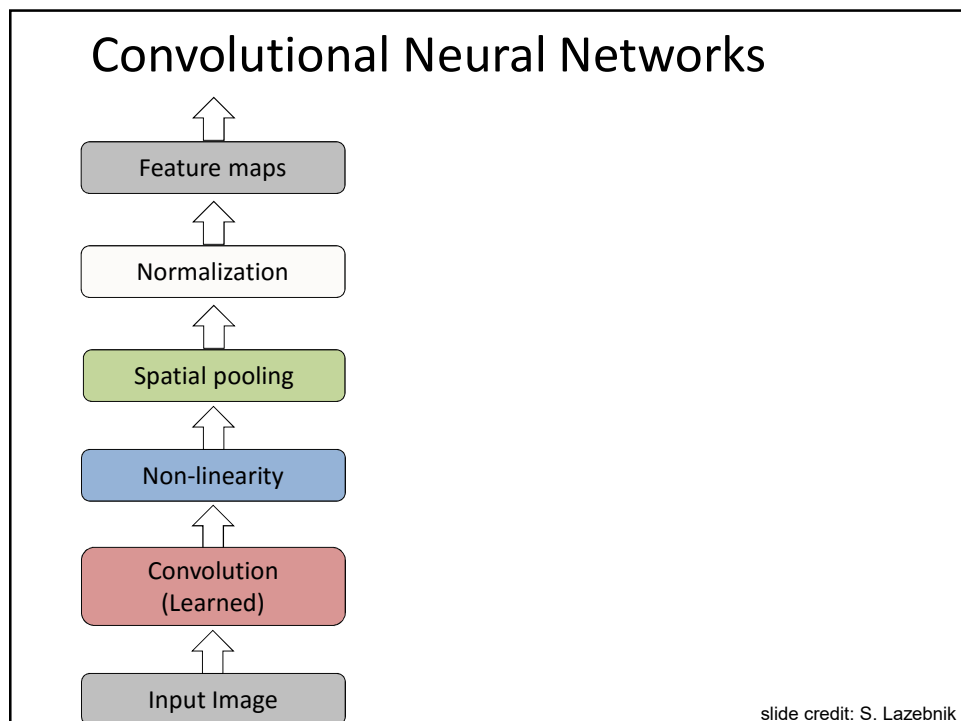 Convolutional Neural Networks
Feature maps
Normalization
Spatial pooling
Non-linearity
Convolution
(Learned)
Input Image
slide credit: S. Lazebnik